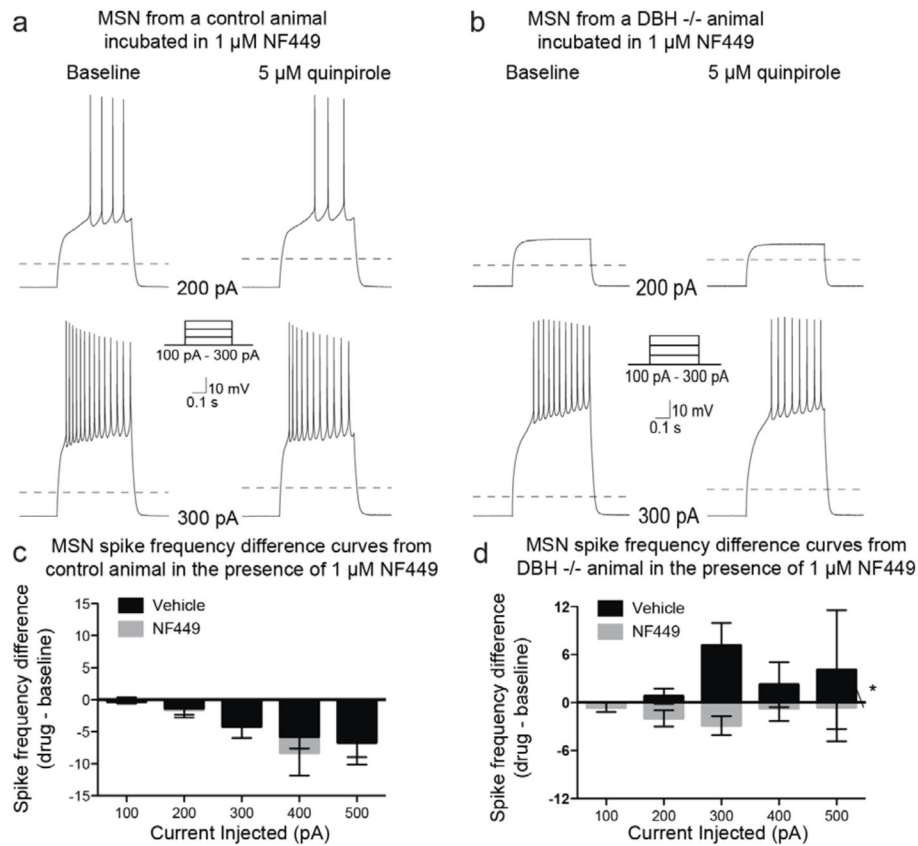 a
MSN from a control animal
incubated in 1 µM NF449
Baseline
5 µM quinpirole
200 pA
100 pA - 300 pA
10 mV
0.1 s
300 pA
b
MSN from a DBH -/- animal
incubated in 1 µM NF449
Baseline
5 µM quinpirole
200 pA
100 pA - 300 pA
10 mV
0.1 s
300 pA
c
MSN spike frequency difference curves from
control animal in the presence of 1 µM NF449
Spike frequency difference
(drug - baseline)
15
10
5
0
-5
-10
-15
Vehicle
NF449
100 200 300 400 500
Current Injected (pA)
d
MSN spike frequency difference curves from
DBH -/- animal in the presence of 1 µM NF449
Spike frequency difference
(drug - baseline)
12
6
0
-6
-12
Vehicle
NF449
*
100 200 300 400 500
Current Injected (pA)